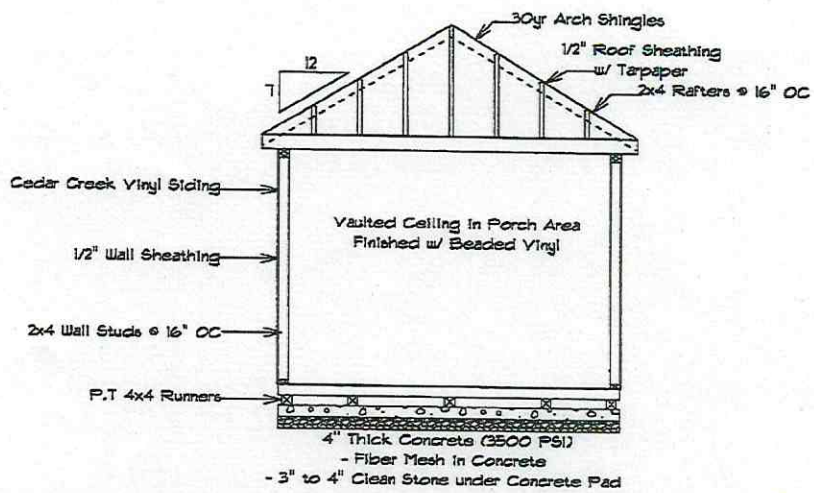 30yr Arch Shingles
1/2" Roof Sheathing
w/ Tarpaper
2x4 Rafters @ 16" OC
12
7
Cedar Creek Vinyl Siding
Vaulted Ceiling in Porch Area
Finished w/ Beaded Vinyl
1/2" Wall Sheathing
2x4 Wall Studs @ 16" OC
P.T 4x4 Runners
4" Thick Concrete (3500 PSI)
- Fiber Mesh in Concrete
- 3" to 4" Clean Stone under Concrete Pad